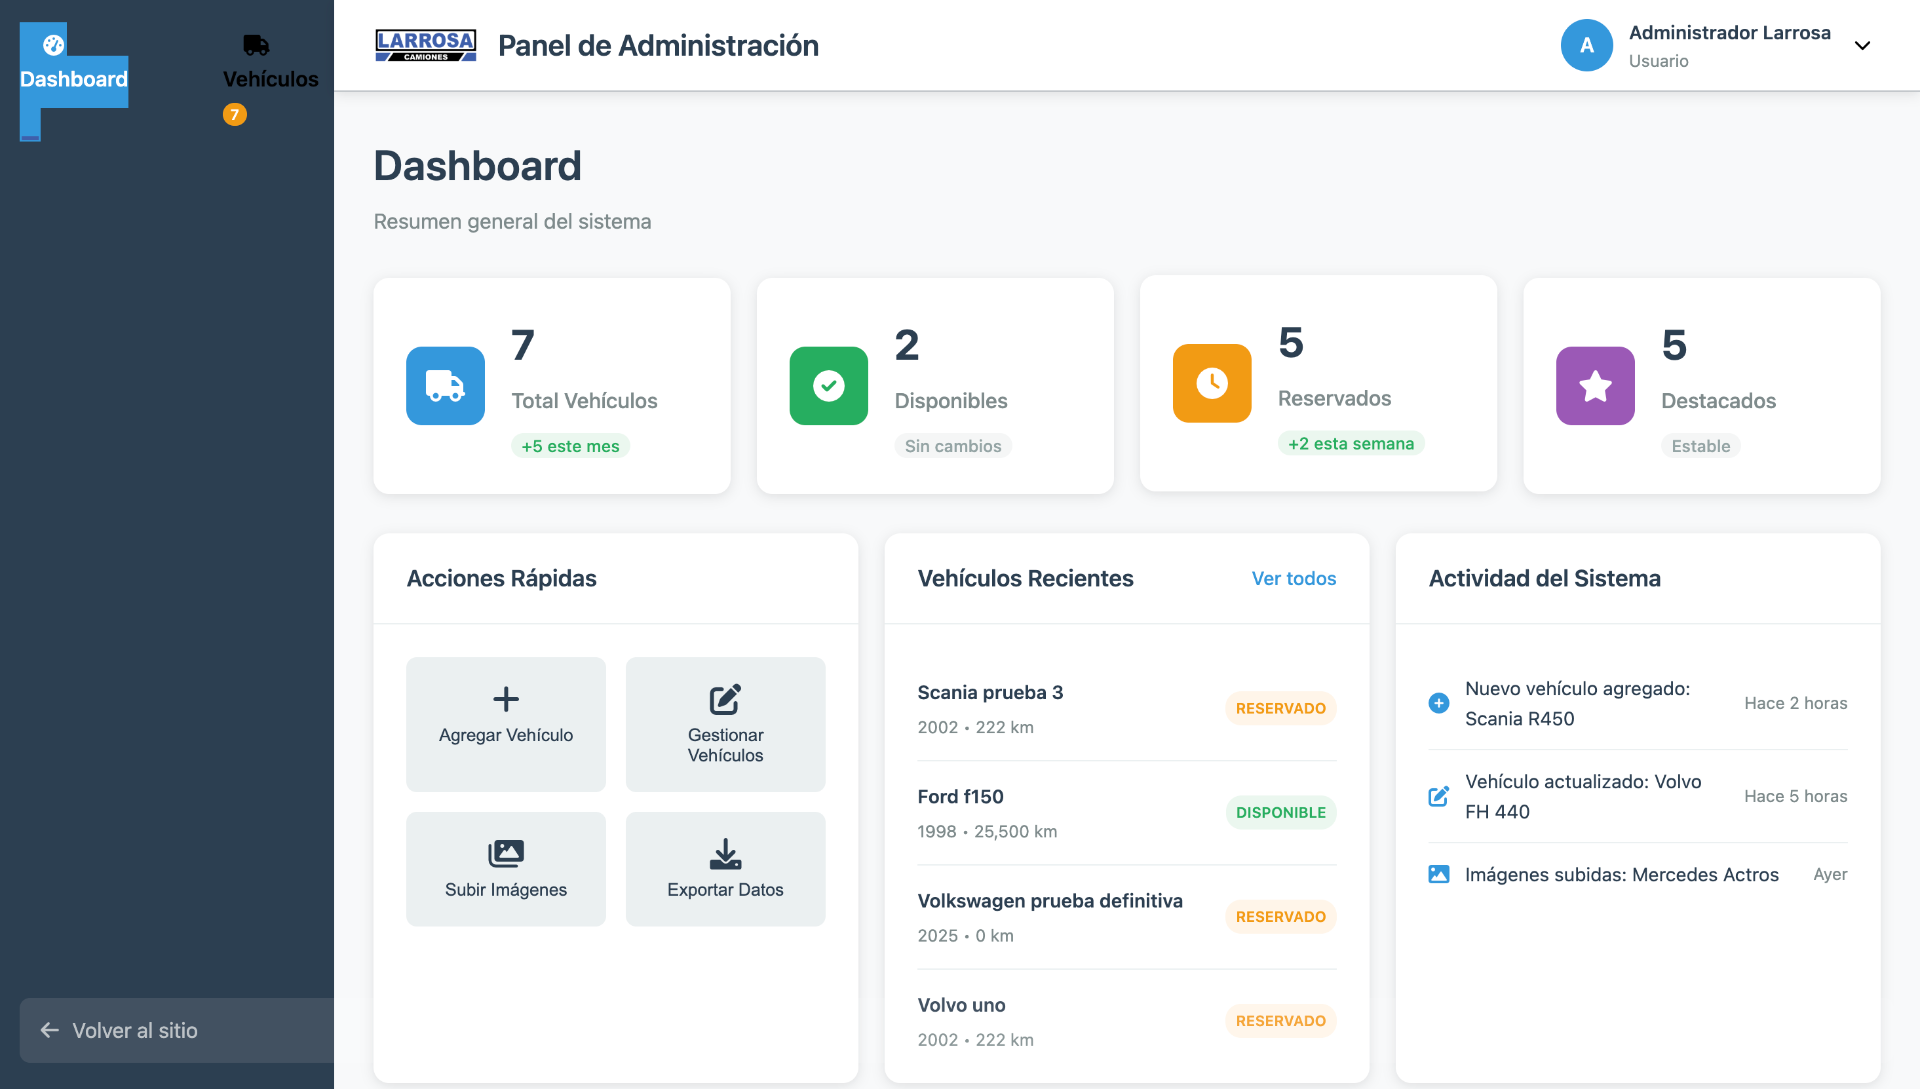 Dashboard
Vehículos
7
Volver al sitio
LARROSA
CAMIONES
Panel de Administración
A
Administrador Larrosa
Usuario
Dashboard
Resumen general del sistema
7
Total Vehículos
+5 este mes
2
Disponibles
Sin cambios
5
Reservados
+2 esta semana
5
Destacados
Estable
Acciones Rápidas
Agregar Vehículo
Gestionar
Vehículos
Subir Imágenes
Exportar Datos
Vehículos Recientes
Ver todos
Scania prueba 3
2002 • 222 km
RESERVADO
Ford f150
1998 • 25,500 km
DISPONIBLE
Volkswagen prueba definitiva
2025 • 0 km
RESERVADO
Volvo uno
2002 • 222 km
RESERVADO
Actividad del Sistema
Nuevo vehículo agregado:
Scania R450
Hace 2 horas
Vehículo actualizado: Volvo
FH 440
Hace 5 horas
Imágenes subidas: Mercedes Actros
Ayer